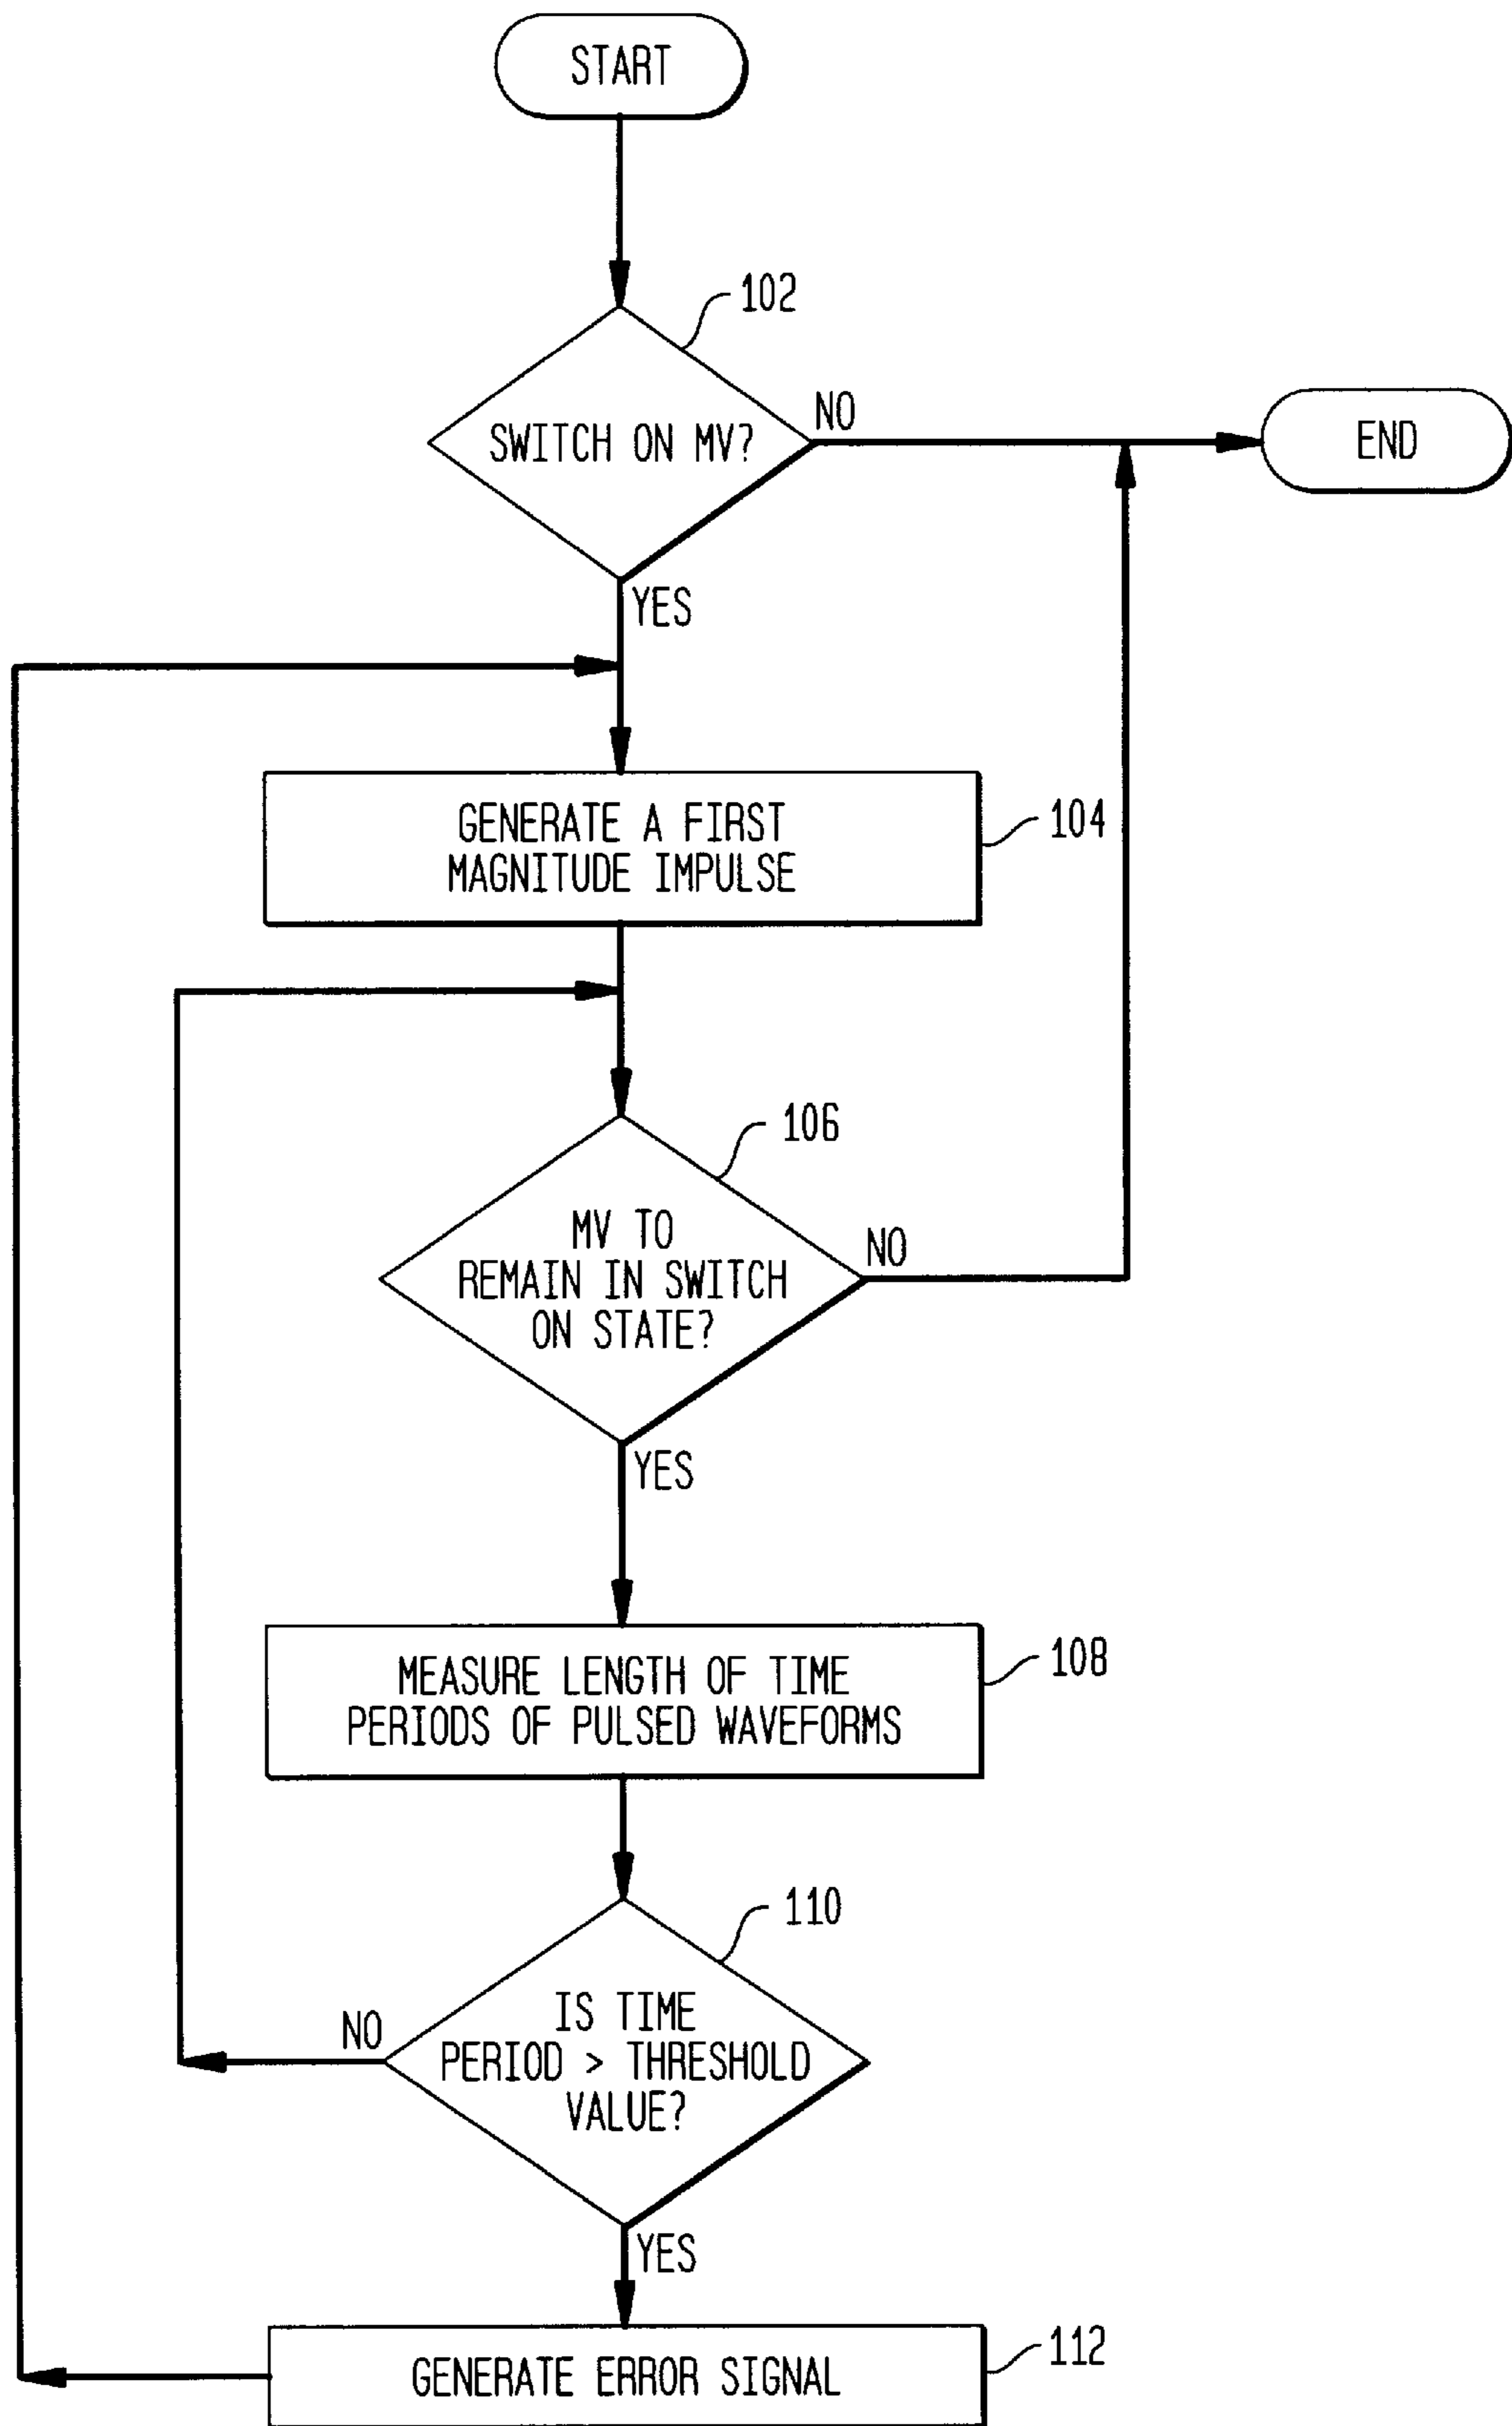 START
102
SWITCH ON MV?
NO
END
YES
GENERATE A FIRST
MAGNITUDE IMPULSE
104
106
MV TO
REMAIN IN SWITCH
ON STATE?
NO
YES
MEASURE LENGTH OF TIME
PERIODS OF PULSED WAVEFORMS
108
110
IS TIME
PERIOD > THRESHOLD
VALUE?
NO
YES
GENERATE ERROR SIGNAL
112